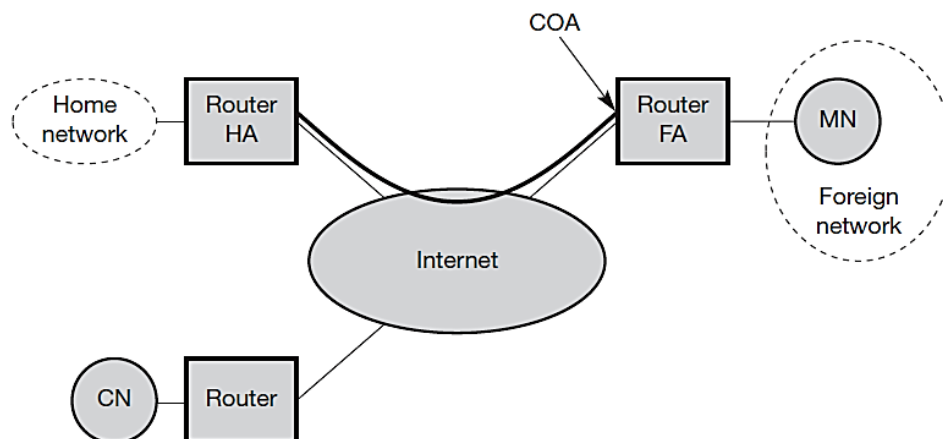 COA
Home
network
Router
HA
Router
FA
MN
Foreign
network
Internet
CN
Router